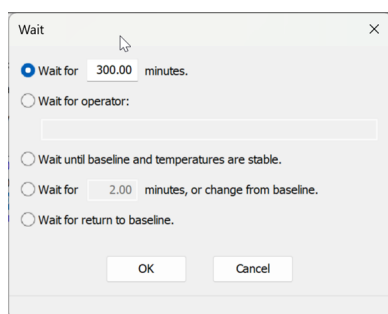 Wait
Wait for 300.00 minutes.
Wait for operator:
Wait until baseline and temperatures are stable.
Wait for 2.00 minutes, or change from baseline.
Wait for return to baseline.
OK Cancel